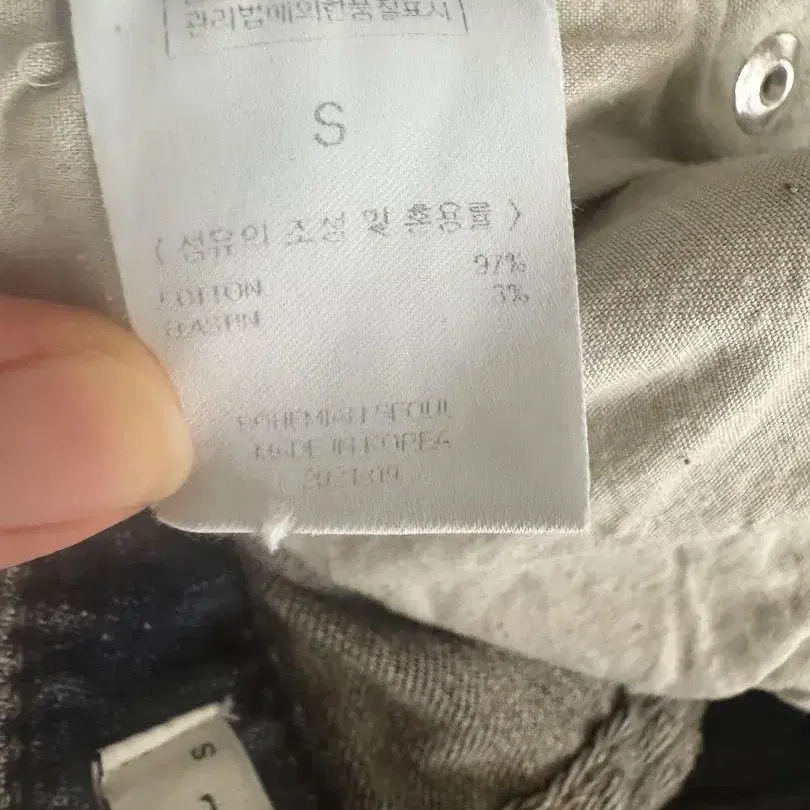 관리법에의한품질표시
S
〈 섬유의 조성 및 혼용률 〉
COTTON 97%
3%
BOHEMIAN SEOUL
MADE IN KOREA
2021.09
S